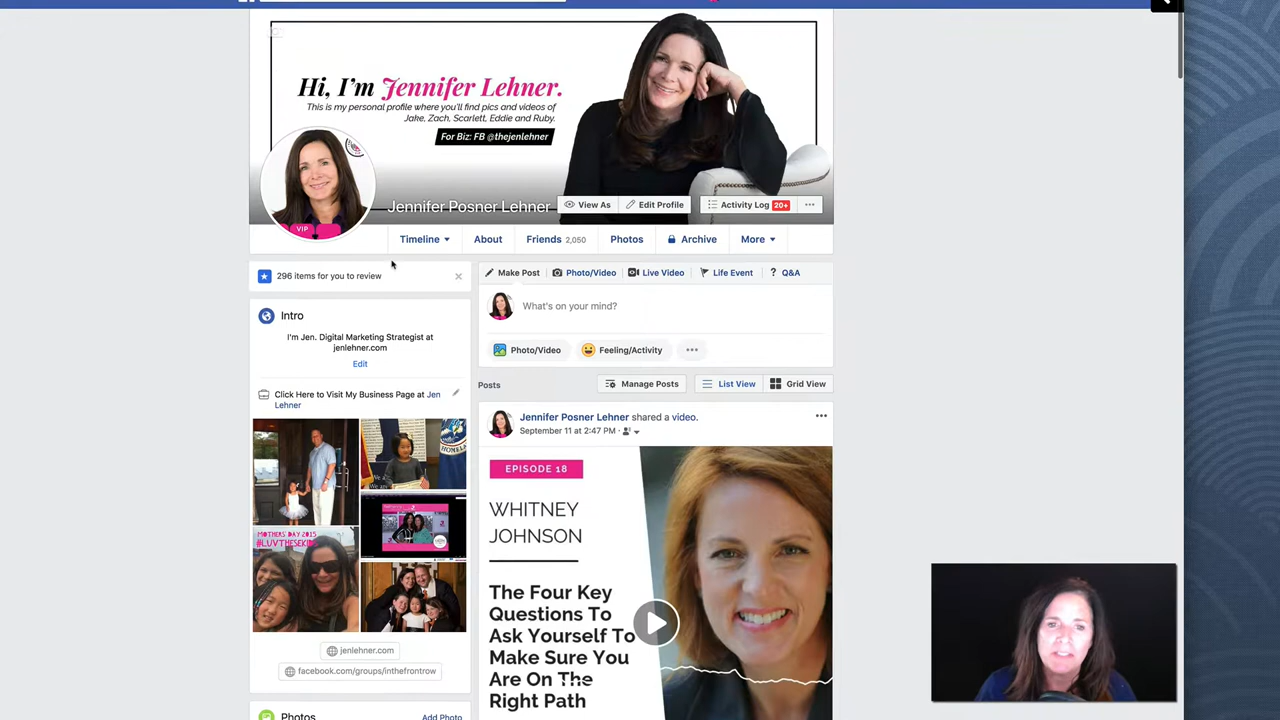 Hi, I'm Jennifer Lehner.
This is my personal profile where you'll find pics and videos of
Jake, Zach, Scarlett, Eddie and Ruby.
For Biz: FB @thejenlehner
VIP
Jennifer Posner Lehner
View As
Edit Profile
Activity Log 20+
Timeline
About
Friends 2,050
Photos
Archive
More
296 items for you to review
Intro
I'm Jen. Digital Marketing Strategist at
jenlehner.com
Edit
Click Here to Visit My Business Page at Jen
Lehner
MOTHERS' DAY 2015
#LUVTHESEKIDS
jenlehner.com
facebook.com/groups/inthefrontrow
Photos
Add Photo
Make Post
Photo/Video
Live Video
Life Event
Q&A
What's on your mind?
Photo/Video
Feeling/Activity
Posts
Manage Posts
List View
Grid View
Jennifer Posner Lehner shared a video.
September 11 at 2:47 PM
EPISODE 18
WHITNEY
JOHNSON
The Four Key
Questions To
Ask Yourself To
Make Sure You
Are On The
Right Path